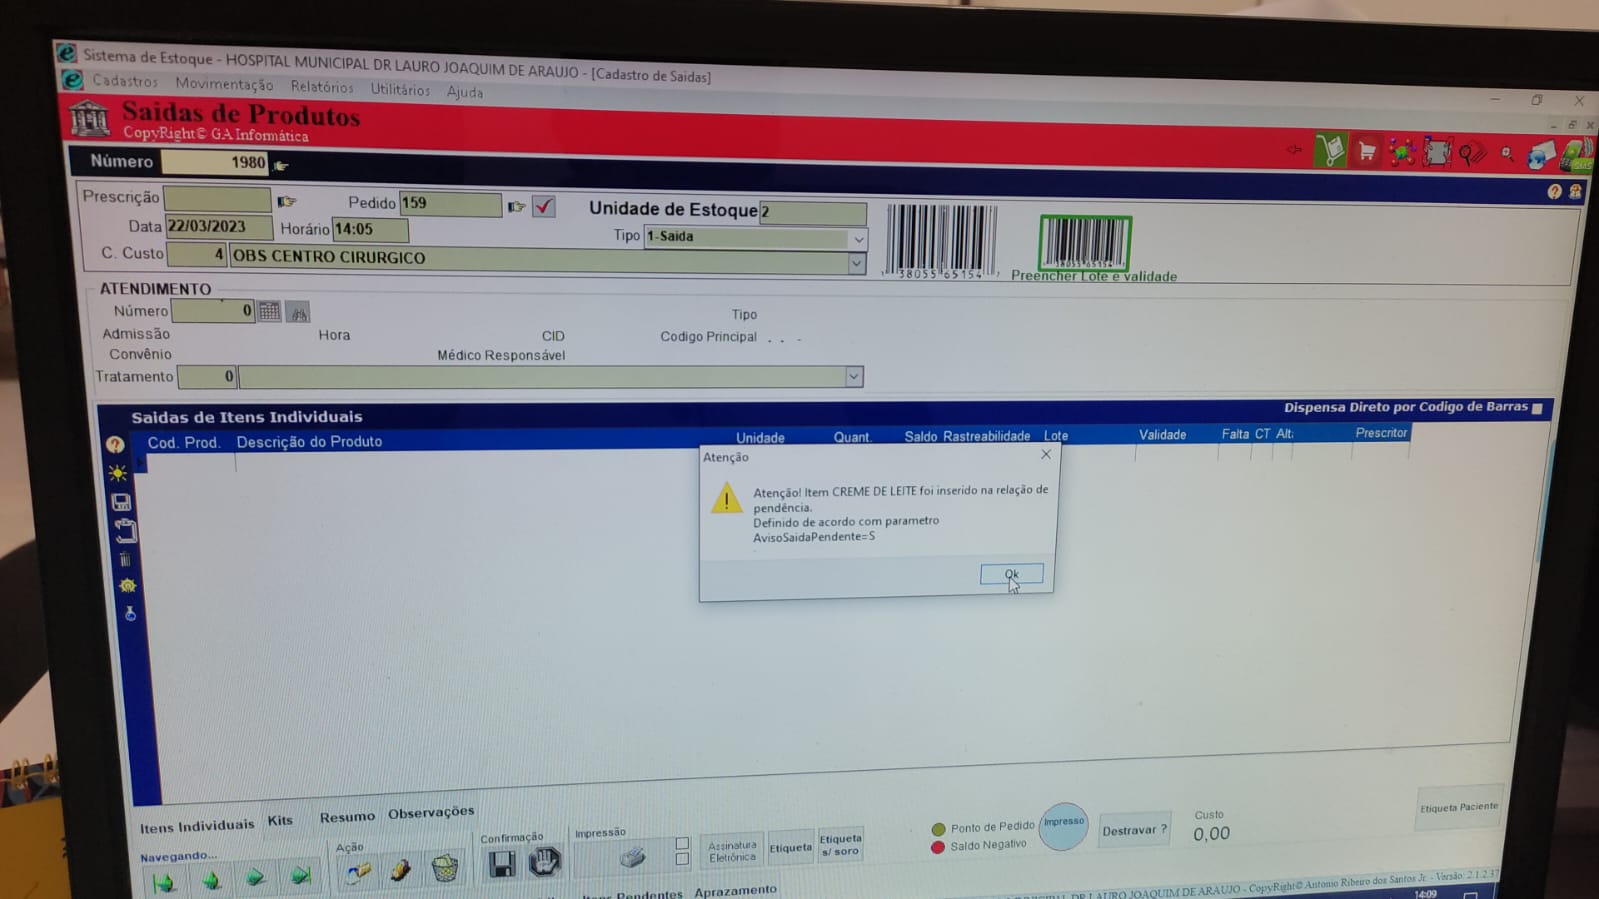 Sistema de Estoque - HOSPITAL MUNICIPAL DR LAURO JOAQUIM DE ARAUJO - [Cadastro de Saidas]
Cadastros Movimentação Relatórios Utilitários Ajuda
Saidas de Produtos
CopyRight© GA Informática
Número 1980
Prescrição Pedido 159 Unidade de Estoque 2
Data 22/03/2023 Horário 14:05 Tipo 1-Saida
C. Custo 4 OBS CENTRO CIRURGICO
38055 65154
Preencher Lote e validade
ATENDIMENTO
Número 0 Tipo
Admissão Hora CID Codigo Principal . . -
Convênio Médico Responsável
Tratamento 0
Saidas de Itens Individuais Dispensa Direto por Codigo de Barras
Cod. Prod. Descrição do Produto Unidade Quant. Saldo Rastreabilidade Lote Validade Falta CT Alt: Prescritor
Atenção
Atenção! Item CREME DE LEITE foi inserido na relação de
pendência.
Definido de acordo com parametro
AvisoSaidaPendente=S
Ok
Itens Individuais Kits Resumo Observações
Navegando... Ação Confirmação Impressão
Assinatura
Eletrônica
Etiqueta
Etiqueta
s/ soro
Ponto de Pedido
Saldo Negativo
Impresso
Destravar ?
Custo
0,00
Etiqueta Paciente
Itens Pendentes Aprazamento
DR LAURO JOAQUIM DE ARAUJO - CopyRight© Antonio Ribeiro dos Santos Jr. - Versão: 2.1.2.37
14:09